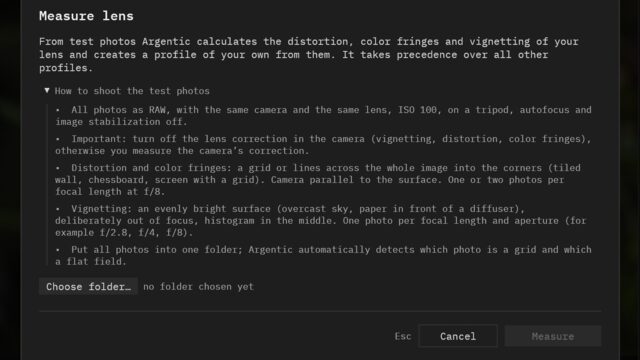 Measure lens
From test photos Argentic calculates the distortion, color fringes and vignetting of your
lens and creates a profile of your own from them. It takes precedence over all other
profiles.
▼ How to shoot the test photos
• All photos as RAW, with the same camera and the same lens, ISO 100, on a tripod, autofocus and
image stabilization off.
• Important: turn off the lens correction in the camera (vignetting, distortion, color fringes),
otherwise you measure the camera's correction.
• Distortion and color fringes: a grid or lines across the whole image into the corners (tiled
wall, chessboard, screen with a grid). Camera parallel to the surface. One or two photos per
focal length at f/8.
• Vignetting: an evenly bright surface (overcast sky, paper in front of a diffuser),
deliberately out of focus, histogram in the middle. One photo per focal length and aperture (for
example f/2.8, f/4, f/8).
• Put all photos into one folder; Argentic automatically detects which photo is a grid and which
a flat field.
Choose folder… no folder chosen yet
Esc Cancel Measure